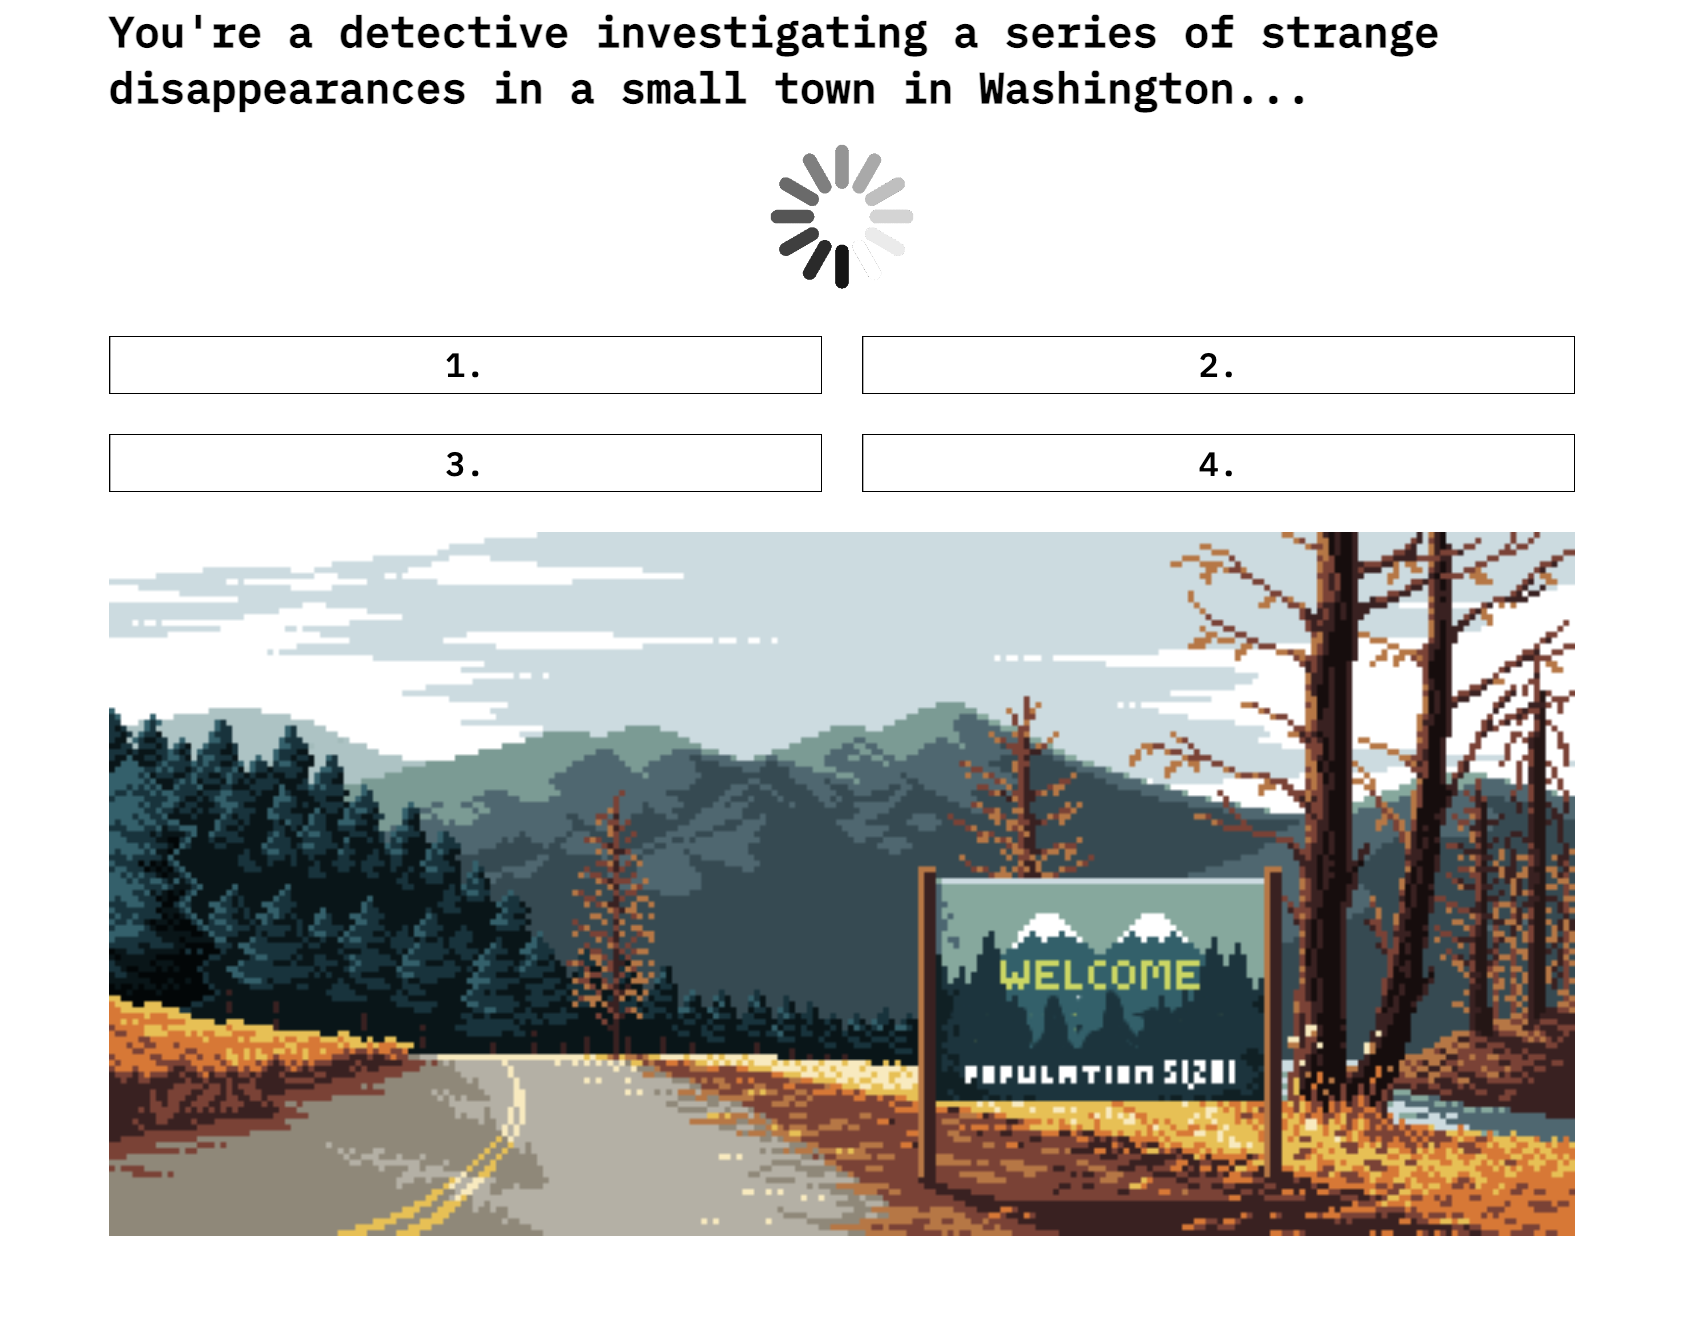 You're a detective investigating a series of strange
disappearances in a small town in Washington...
1.
2.
3.
4.
WELCOME
POPULATION